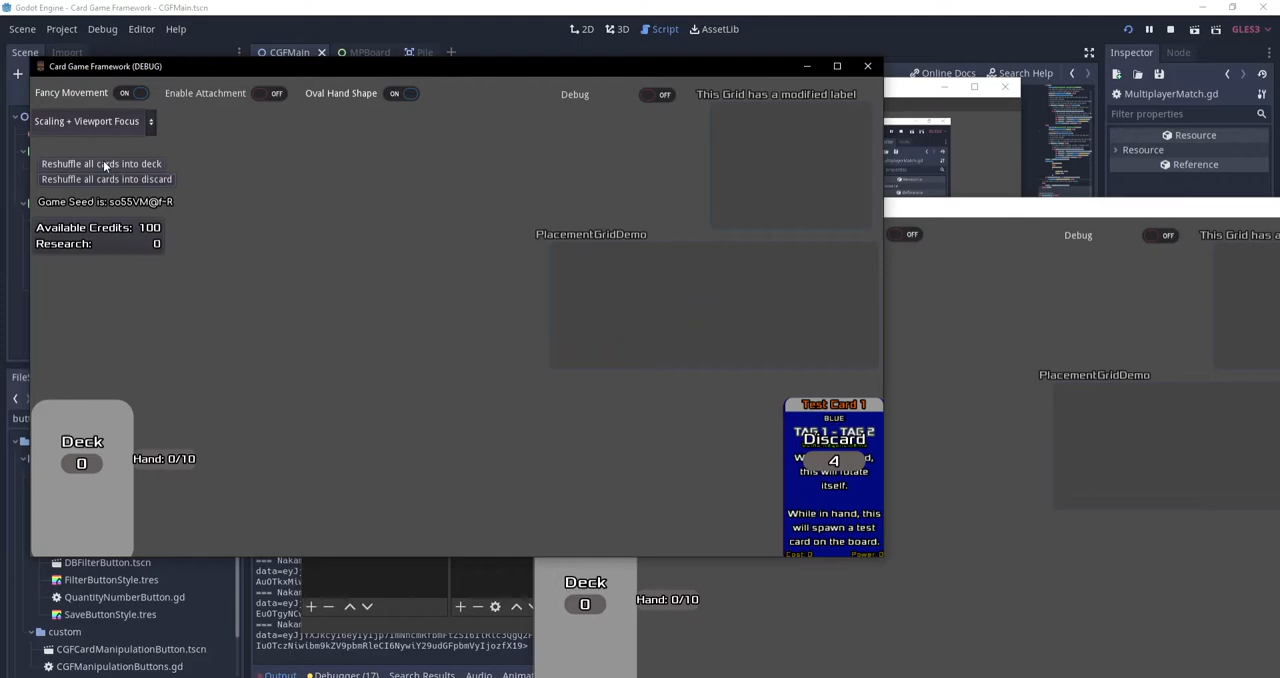 Godot Engine - Card Game Framework - CGFMain.tscn
Scene Project Debug Editor Help
2D 3D Script AssetLib
GLES3
Scene Import
CGFMain MPBoard Pile
Inspector Node
Card Game Framework (DEBUG)
Online Docs Search Help
Fancy Movement ON Enable Attachment OFF Oval Hand Shape ON
Debug OFF This Grid has a modified label
MultiplayerMatch.gd
Filter properties
Scaling + Viewport Focus
Resource
Resource
Reference
Reshuffle all cards into deck
Reshuffle all cards into discard
Game Seed is:
Available Credits: 100
Research: 0
PlacementGridDemo
OFF Debug OFF This Grid has a
PlacementGridDemo
Test Card 1
BLUE
TAG 1 - TAG 2
Discard
4
this will rotate
itself.
While in hand, this
will spawn a test
card on the board.
Cost: 0 Power: 0
Deck
0
Hand: 0/10
DBFilterButton.tscn
FilterButtonStyle.tres
QuantityNumberButton.gd
SaveButtonStyle.tres
custom
CGFCardManipulationButtons.tscn
CGFManipulationButtons.gd
Deck
0
Hand: 0/10
Output Debugger (17) Search Results Audio